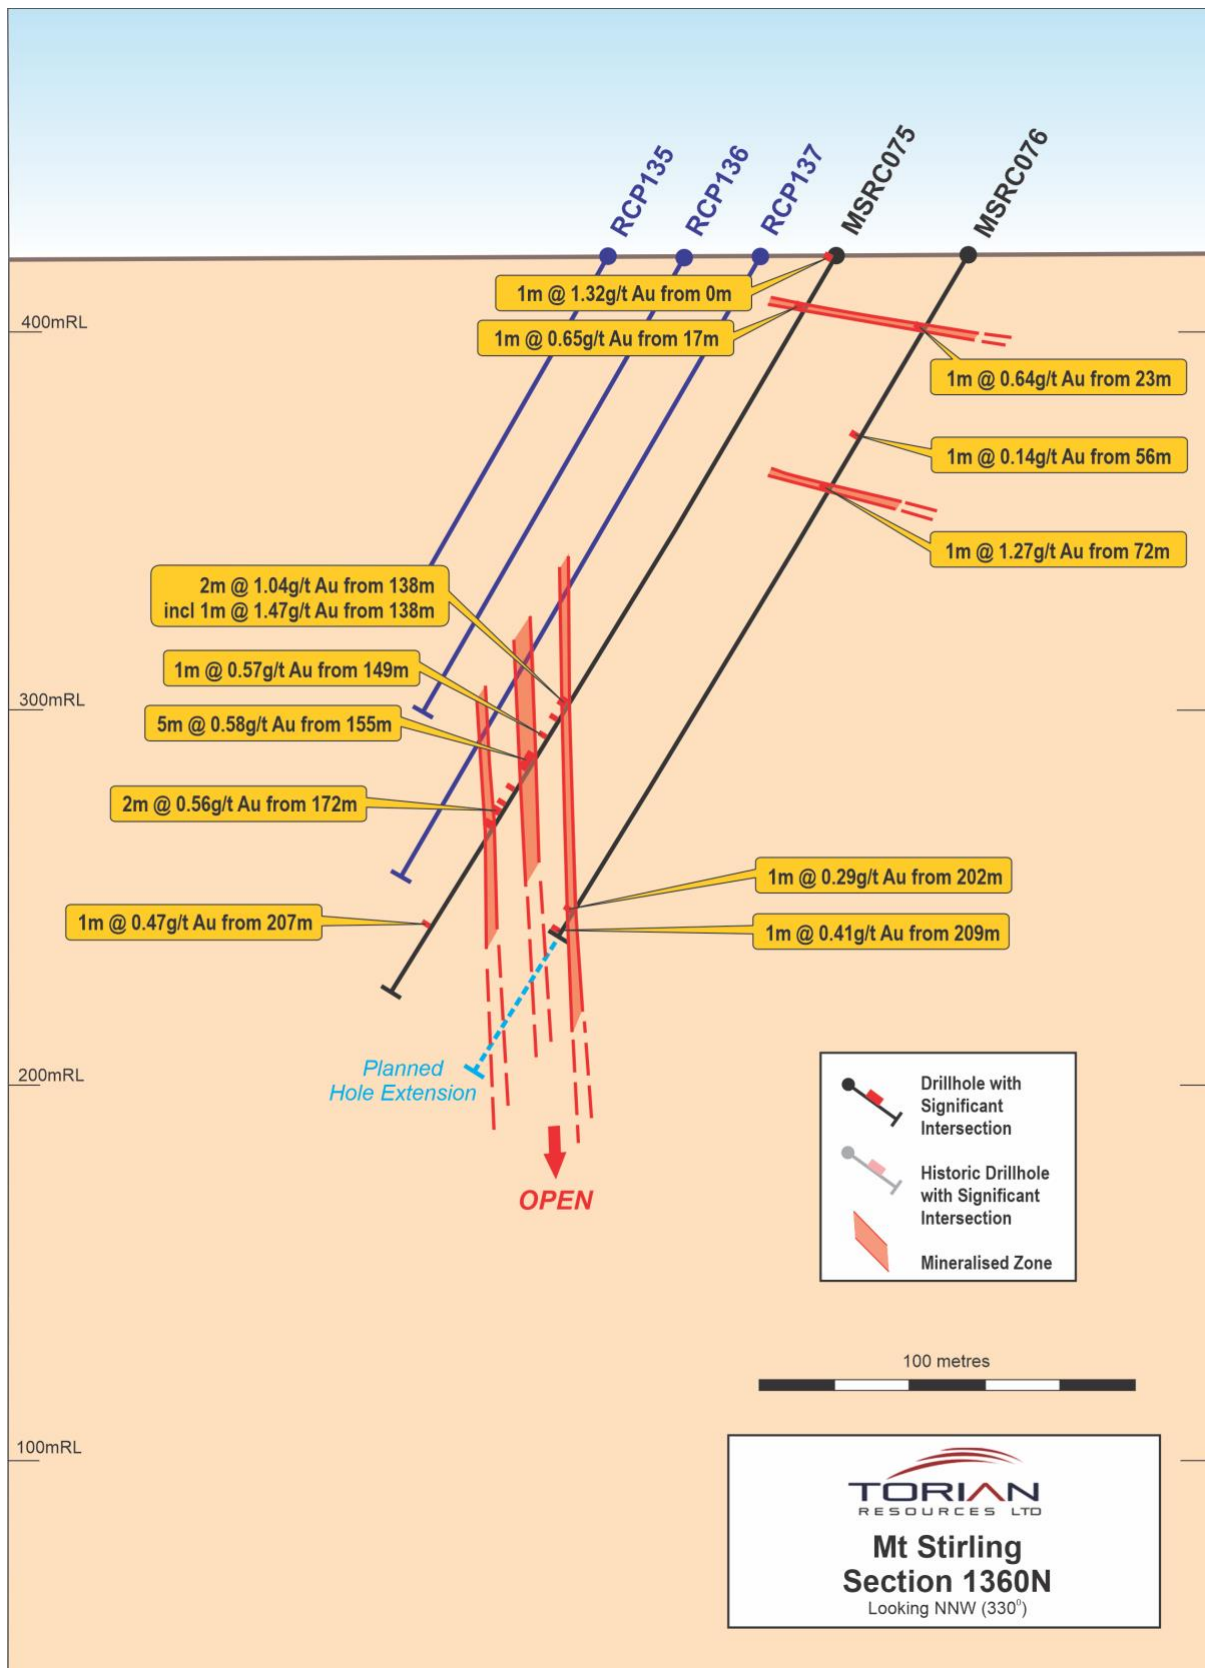 RCP135
RCP136
RCP137
MSRC075
MSRC076
1m @ 1.32g/t Au from 0m
400mRL
1m @ 0.65g/t Au from 17m
1m @ 0.64g/t Au from 23m
1m @ 0.14g/t Au from 56m
1m @ 1.27g/t Au from 72m
2m @ 1.04g/t Au from 138m
incl 1m @ 1.47g/t Au from 138m
1m @ 0.57g/t Au from 149m
300mRL
5m @ 0.58g/t Au from 155m
2m @ 0.56g/t Au from 172m
1m @ 0.29g/t Au from 202m
1m @ 0.47g/t Au from 207m
1m @ 0.41g/t Au from 209m
Planned
Hole Extension
200mRL
OPEN
Drillhole with
Significant
Intersection
Historic Drillhole
with Significant
Intersection
Mineralised Zone
100 metres
100mRL
TORIAN
RESOURCES LTD
Mt Stirling
Section 1360N
Looking NNW (330⁰)